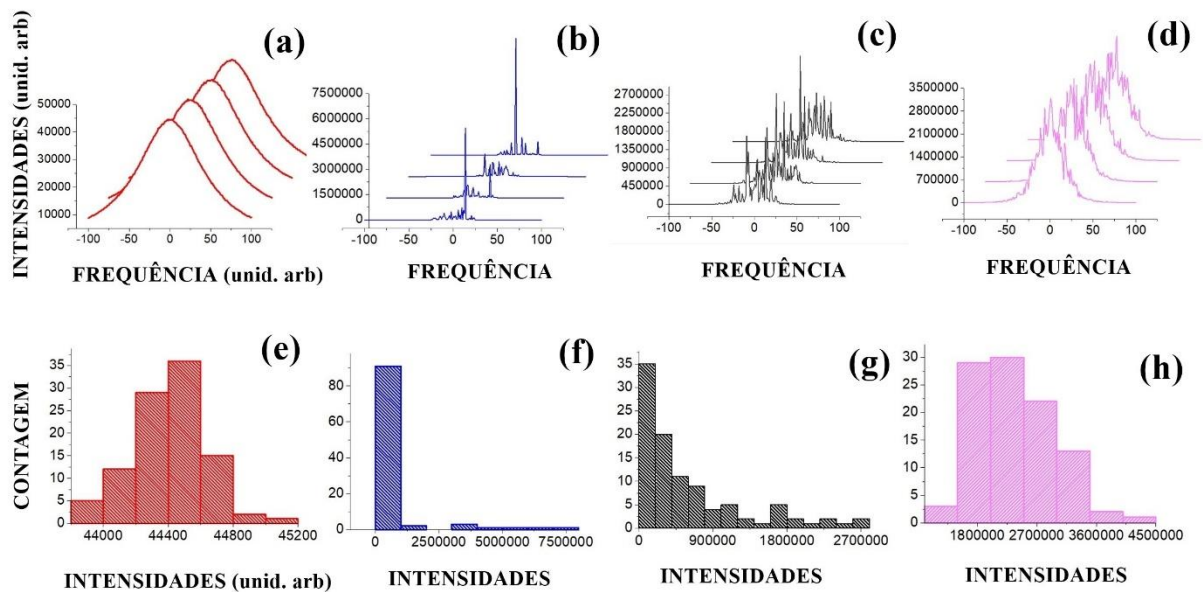 INTENSIDADES (unid. arb)
(a)
50000
40000
30000
20000
10000
-100 -50 0 50 100
FREQUÊNCIA (unid. arb)
(b)
7500000
6000000
4500000
3000000
1500000
0
-100 -50 0 50 100
FREQUÊNCIA
(c)
2700000
2250000
1800000
1350000
900000
450000
0
-100 -50 0 50 100
FREQUÊNCIA
(d)
3500000
2800000
2100000
1400000
700000
0
-100 -50 0 50 100
FREQUÊNCIA
CONTAGEM
(e)
35
30
25
20
15
10
5
0
44000 44400 44800 45200
INTENSIDADES (unid. arb)
(f)
80
60
40
20
0
0 2500000 5000000 7500000
INTENSIDADES
(g)
35
30
25
20
15
10
5
0
0 900000 1800000 2700000
INTENSIDADES
(h)
30
25
20
15
10
5
0
1800000 2700000 3600000 4500000
INTENSIDADES